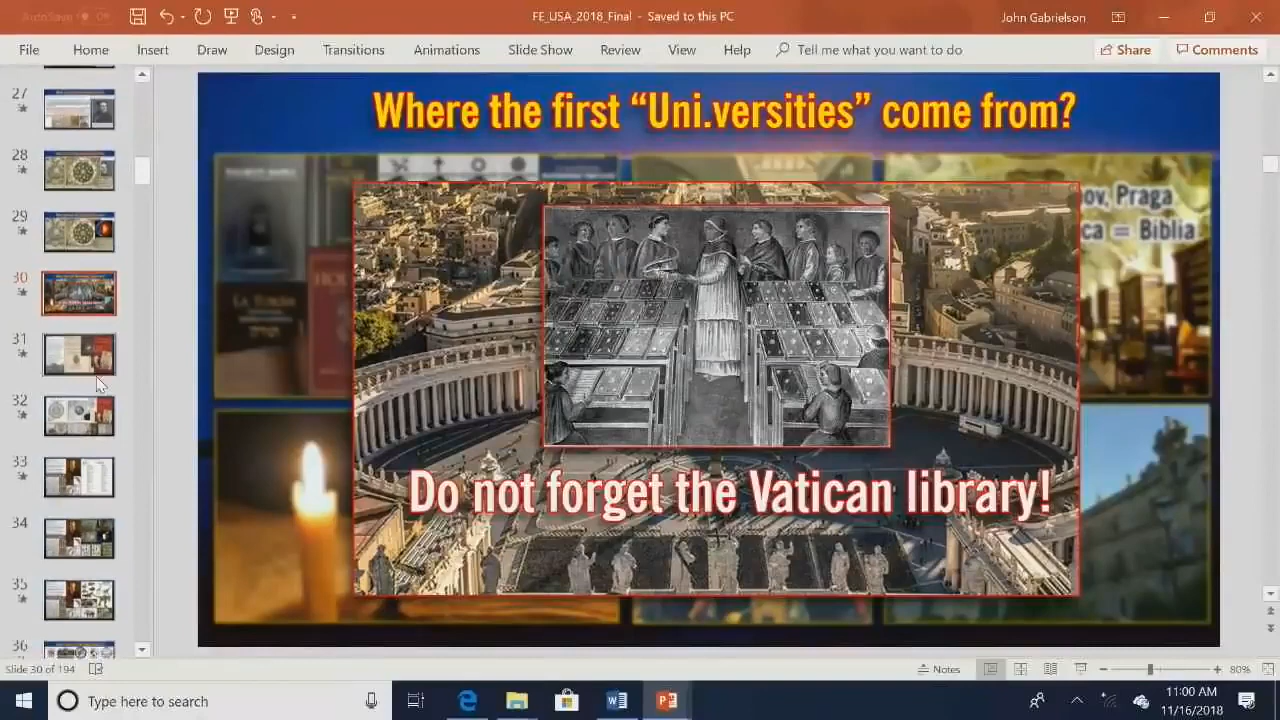 AutoSave
Off
FE_USA_2018_Final - Saved to this PC
John Gabrielson
File Home Insert Draw Design Transitions Animations Slide Show Review View Help Tell me what you want to do Share Comments
27
28
29
30
31
32
33
34
35
36
Where the first “Uni.versities” come from?
ov, Praga
ca = Biblia
Do not forget the Vatican library!
Slide 30 of 194
Notes
80%
Type here to search
11:00 AM
11/16/2018